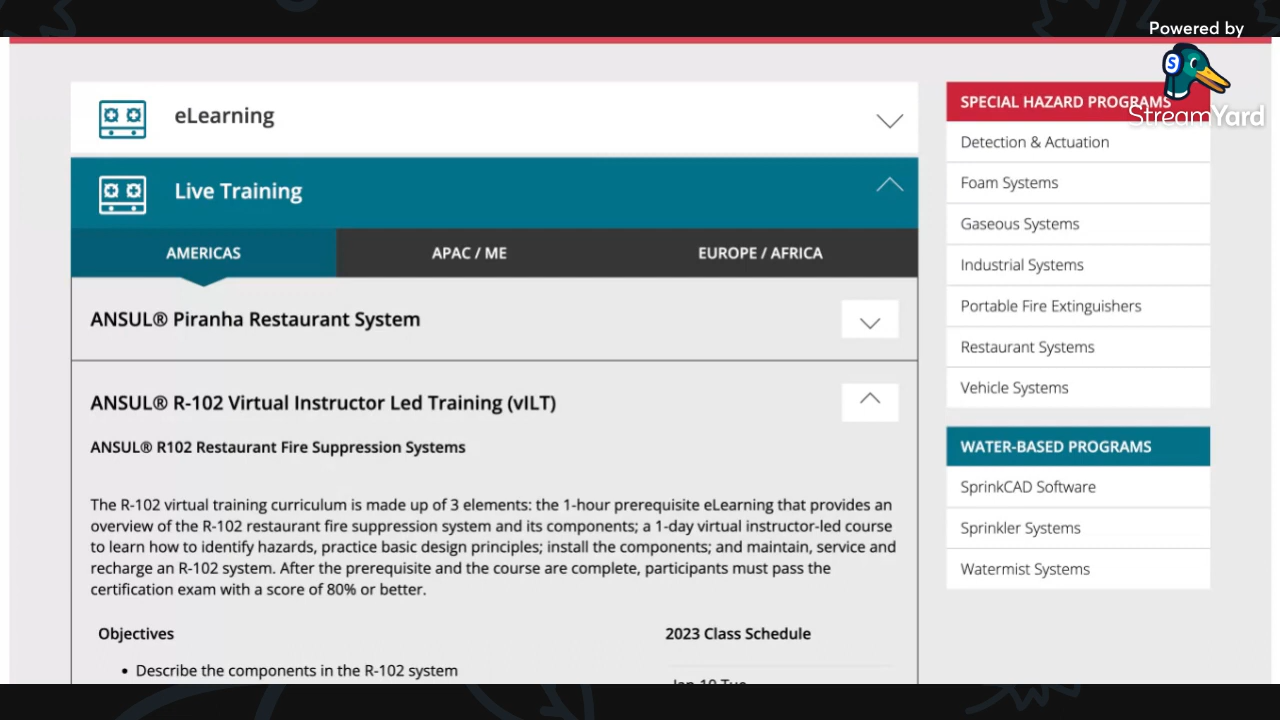 Powered by
StreamYard
eLearning
Live Training
AMERICAS
APAC / ME
EUROPE / AFRICA
ANSUL® Piranha Restaurant System
ANSUL® R-102 Virtual Instructor Led Training (vILT)
ANSUL® R102 Restaurant Fire Suppression Systems
The R-102 virtual training curriculum is made up of 3 elements: the 1-hour prerequisite eLearning that provides an
overview of the R-102 restaurant fire suppression system and its components; a 1-day virtual instructor-led course
to learn how to identify hazards, practice basic design principles; install the components; and maintain, service and
recharge an R-102 system. After the prerequisite and the course are complete, participants must pass the
certification exam with a score of 80% or better.
Objectives
• Describe the components in the R-102 system
2023 Class Schedule
SPECIAL HAZARD PROGRAMS
Detection & Actuation
Foam Systems
Gaseous Systems
Industrial Systems
Portable Fire Extinguishers
Restaurant Systems
Vehicle Systems
WATER-BASED PROGRAMS
SprinkCAD Software
Sprinkler Systems
Watermist Systems